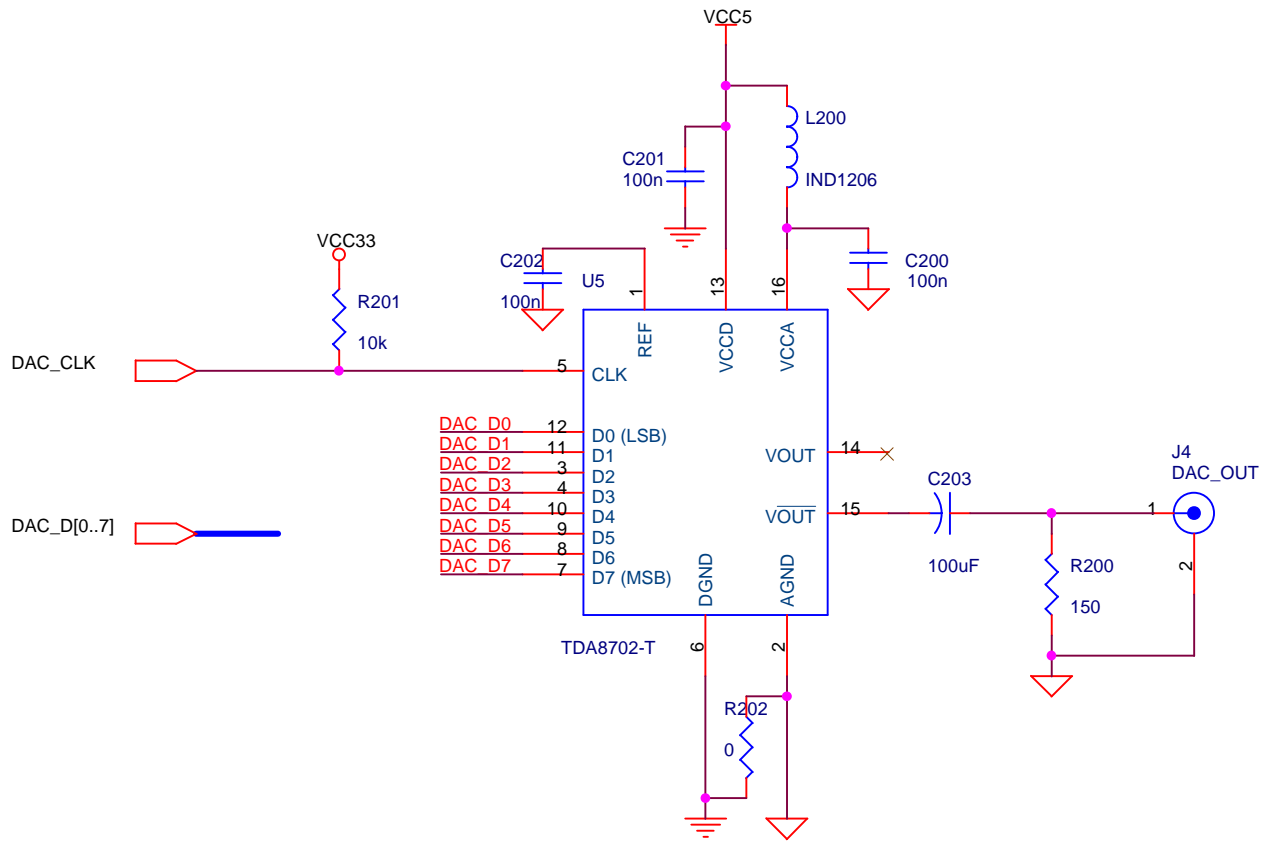 VCC5
L200
IND1206
C201
100n
VCC33
C202
100n
U5
C200
100n
R201
10k
1
13
16
REF
VCCD
VCCA
DAC_CLK
5
CLK
DAC_D0
12
D0 (LSB)
DAC_D1
11
D1
DAC_D2
3
D2
DAC_D3
4
D3
DAC_D4
10
D4
DAC_D5
9
D5
DAC_D6
8
D6
DAC_D7
7
D7 (MSB)
DAC_D[0..7]
VOUT
14
VOUT
15
C203
100uF
J4
DAC_OUT
1
2
R200
150
DGND
AGND
TDA8702-T
6
2
R202
0